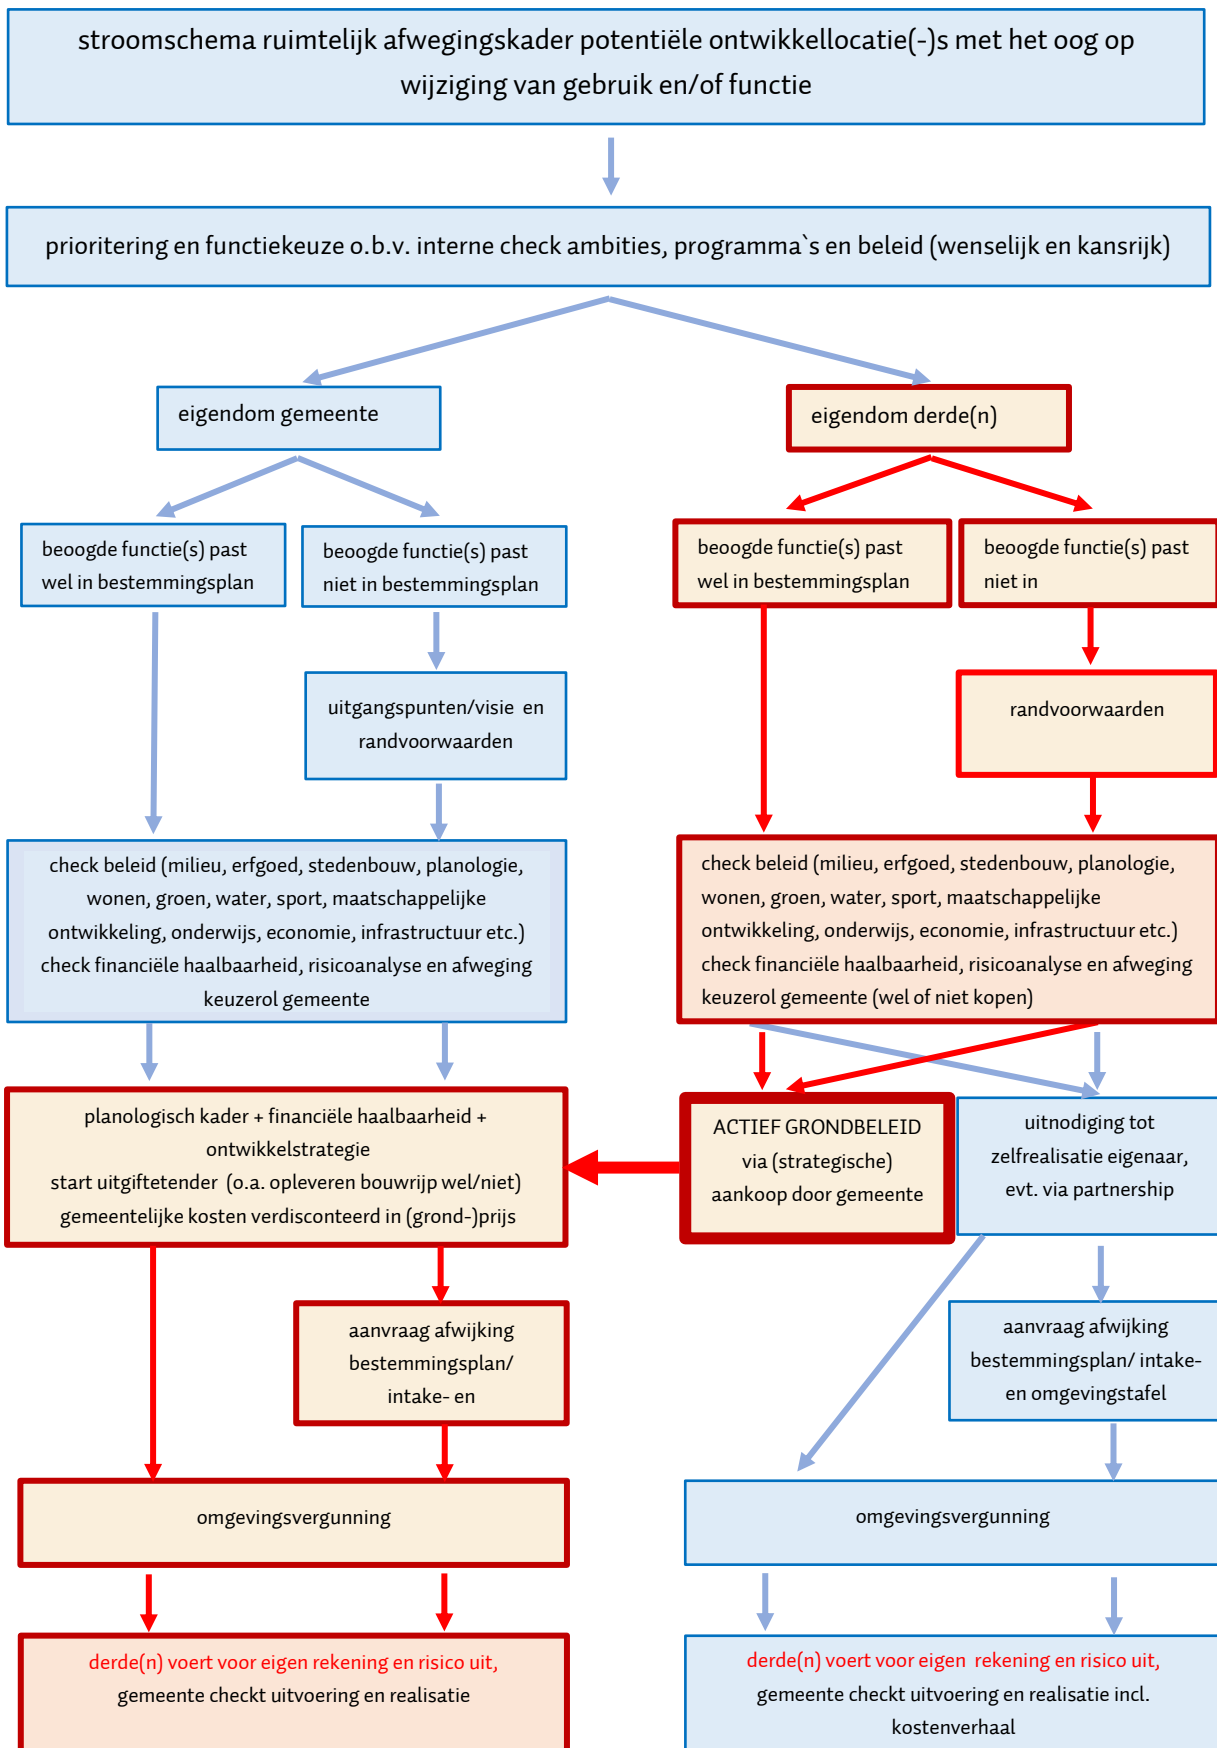 stroomschema ruimtelijk afwegingskader potentiële ontwikkellocatie(-)s met het oog op
wijziging van gebruik en/of functie
prioritering en functiekeuze o.b.v. interne check ambities, programma`s en beleid (wenselijk en kansrijk)
eigendom gemeente
eigendom derde(n)
beoogde functie(s) past
wel in bestemmingsplan
beoogde functie(s) past
niet in bestemmingsplan
beoogde functie(s) past
wel in bestemmingsplan
beoogde functie(s) past
niet in
uitgangspunten/visie en
randvoorwaarden
randvoorwaarden
check beleid (milieu, erfgoed, stedenbouw, planologie,
wonen, groen, water, sport, maatschappelijke
ontwikkeling, onderwijs, economie, infrastructuur etc.)
check financiële haalbaarheid, risicoanalyse en afweging
keuzerol gemeente
check beleid (milieu, erfgoed, stedenbouw, planologie,
wonen, groen, water, sport, maatschappelijke
ontwikkeling, onderwijs, economie, infrastructuur etc.)
check financiële haalbaarheid, risicoanalyse en afweging
keuzerol gemeente (wel of niet kopen)
planologisch kader + financiële haalbaarheid +
ontwikkelstrategie
start uitgiftetender (o.a. opleveren bouwrijp wel/niet)
gemeentelijke kosten verdisconteerd in (grond-)prijs
ACTIEF GRONDBELEID
via (strategische)
aankoop door gemeente
uitnodiging tot
zelfrealisatie eigenaar,
evt. via partnership
aanvraag afwijking
bestemmingsplan/
intake- en
aanvraag afwijking
bestemmingsplan/ intake-
en omgevingstafel
omgevingsvergunning
omgevingsvergunning
derde(n) voert voor eigen rekening en risico uit,
gemeente checkt uitvoering en realisatie
derde(n) voert voor eigen rekening en risico uit,
gemeente checkt uitvoering en realisatie incl.
kostenverhaal